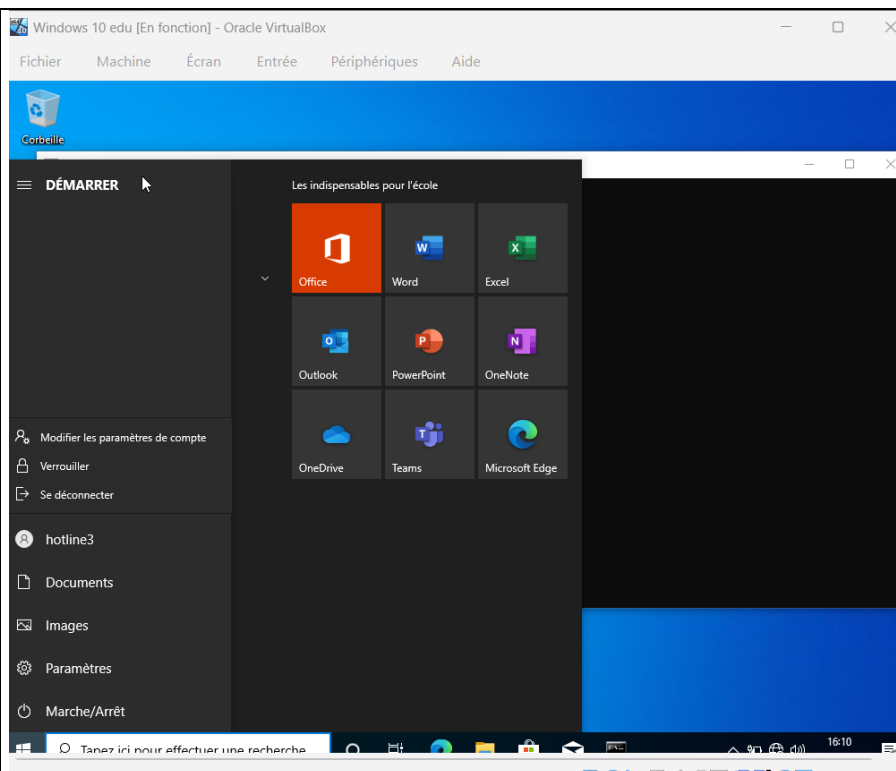 Windows 10 edu [En fonction] - Oracle VirtualBox
Fichier Machine Écran Entrée Périphériques Aide
Corbeille
DÉMARRER
Les indispensables pour l'école
Office Word Excel
Outlook PowerPoint OneNote
OneDrive Teams Microsoft Edge
Modifier les paramètres de compte
Verrouiller
Se déconnecter
hotline3
Documents
Images
Paramètres
Marche/Arrêt
Tapez ici pour effectuer une recherche
16:10